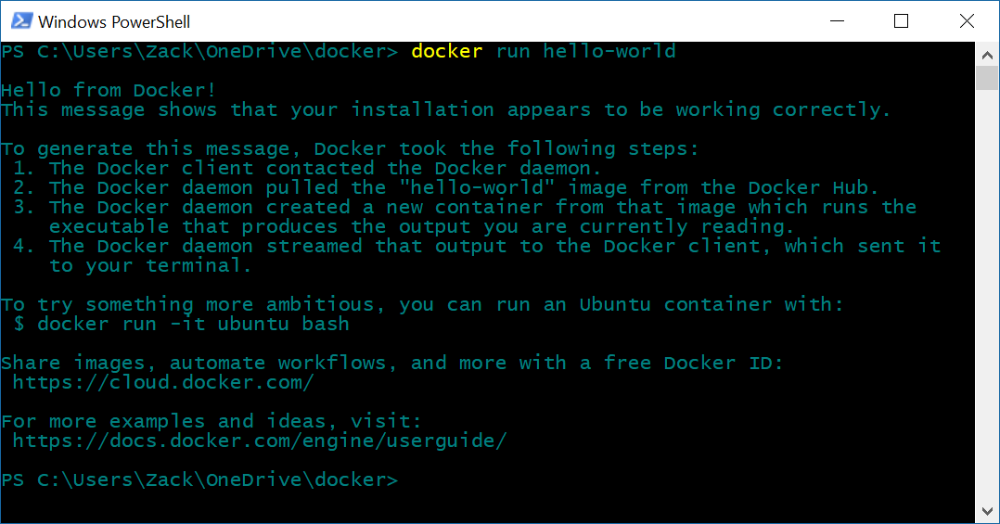 Windows PowerShell
PS C:\Users\Zack\OneDrive\docker> docker run hello-world
Hello from Docker!
This message shows that your installation appears to be working correctly.
To generate this message, Docker took the following steps:
 1. The Docker client contacted the Docker daemon.
 2. The Docker daemon pulled the "hello-world" image from the Docker Hub.
 3. The Docker daemon created a new container from that image which runs the
    executable that produces the output you are currently reading.
 4. The Docker daemon streamed that output to the Docker client, which sent it
    to your terminal.
To try something more ambitious, you can run an Ubuntu container with:
 $ docker run -it ubuntu bash
Share images, automate workflows, and more with a free Docker ID:
 https://cloud.docker.com/
For more examples and ideas, visit:
 https://docs.docker.com/engine/userguide/
PS C:\Users\Zack\OneDrive\docker>